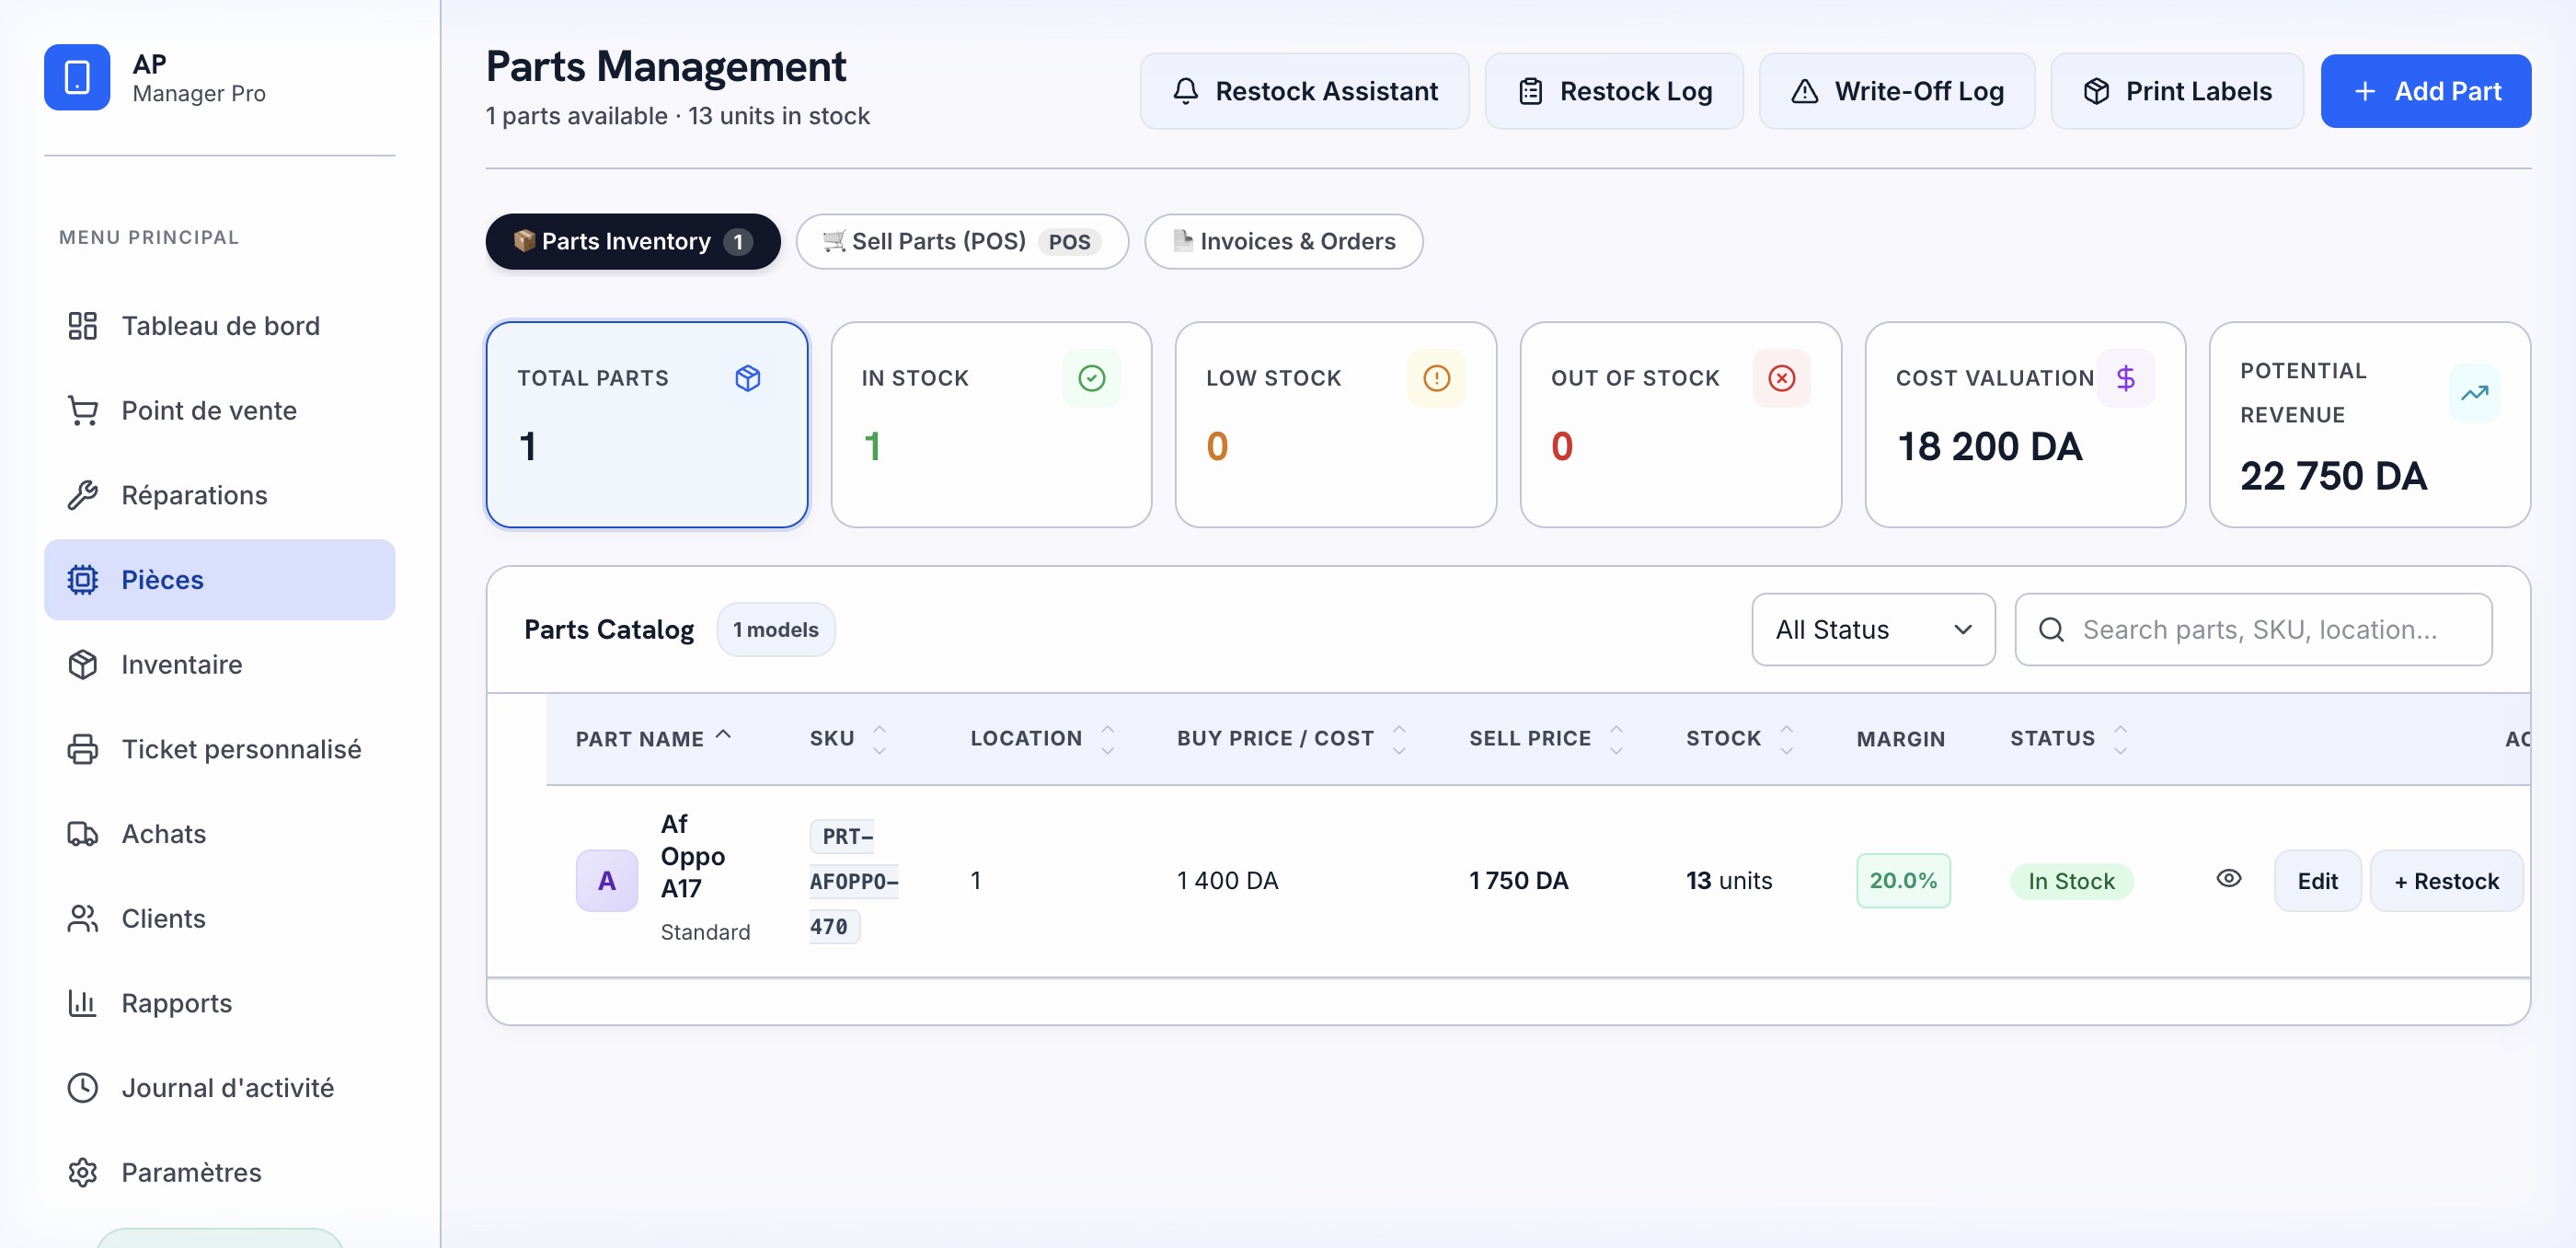 AP
Manager Pro
MENU PRINCIPAL
Tableau de bord
Point de vente
Réparations
Pièces
Inventaire
Ticket personnalisé
Achats
Clients
Rapports
Journal d'activité
Paramètres
Parts Management
1 parts available · 13 units in stock
Restock Assistant
Restock Log
Write-Off Log
Print Labels
Add Part
Parts Inventory 1
Sell Parts (POS) POS
Invoices & Orders
TOTAL PARTS
1
IN STOCK
1
LOW STOCK
0
OUT OF STOCK
0
COST VALUATION
18 200 DA
POTENTIAL
REVENUE
22 750 DA
Parts Catalog 1 models
All Status
Search parts, SKU, location...
PART NAME SKU LOCATION BUY PRICE / COST SELL PRICE STOCK MARGIN STATUS
A
Af
Oppo
A17
Standard
PRT-
AFOPPO-
470
1
1 400 DA
1 750 DA
13 units
20.0%
In Stock
Edit
+ Restock